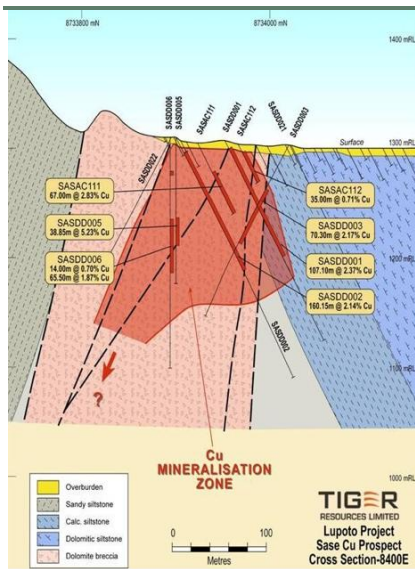 8733800 mN
8734000 mN
1400 mRL
SASDD006
SASDD005
SASAC111
SASDD001
SASAC112
SASDD021
SASDD003
Surface
1300 mRL
SASDD022
SASAC111
67.00m @ 2.83% Cu
SASDD005
38.85m @ 5.23% Cu
SASDD006
14.00m @ 0.70% Cu
65.50m @ 1.87% Cu
SASAC112
35.00m @ 0.71% Cu
SASDD003
70.30m @ 2.17% Cu
SASDD001
107.10m @ 2.37% Cu
SASDD002
160.15m @ 2.14% Cu
1200 mRL
SASDD002
?
1100 mRL
Cu
MINERALISATION
ZONE
1000 mRL
Overburden
Sandy siltstone
Calc. siltstone
Dolomitic siltstone
Dolomite breccia
0
100
Metres
TIGER
RESOURCES LIMITED
Lupoto Project
Sase Cu Prospect
Cross Section-8400E